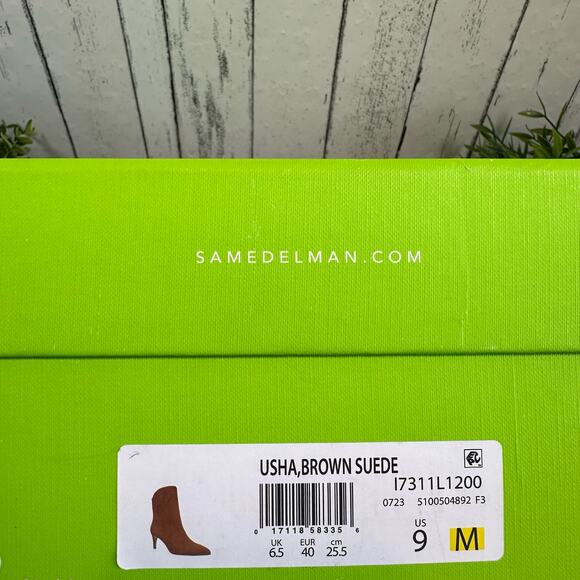 SAMEDELMAN.COM
USHA,BROWN SUEDE
I7311L1200
0723 5100504892 F3
0 17118 58335 6
UK EUR cm
6.5 40 25.5
US
9 M